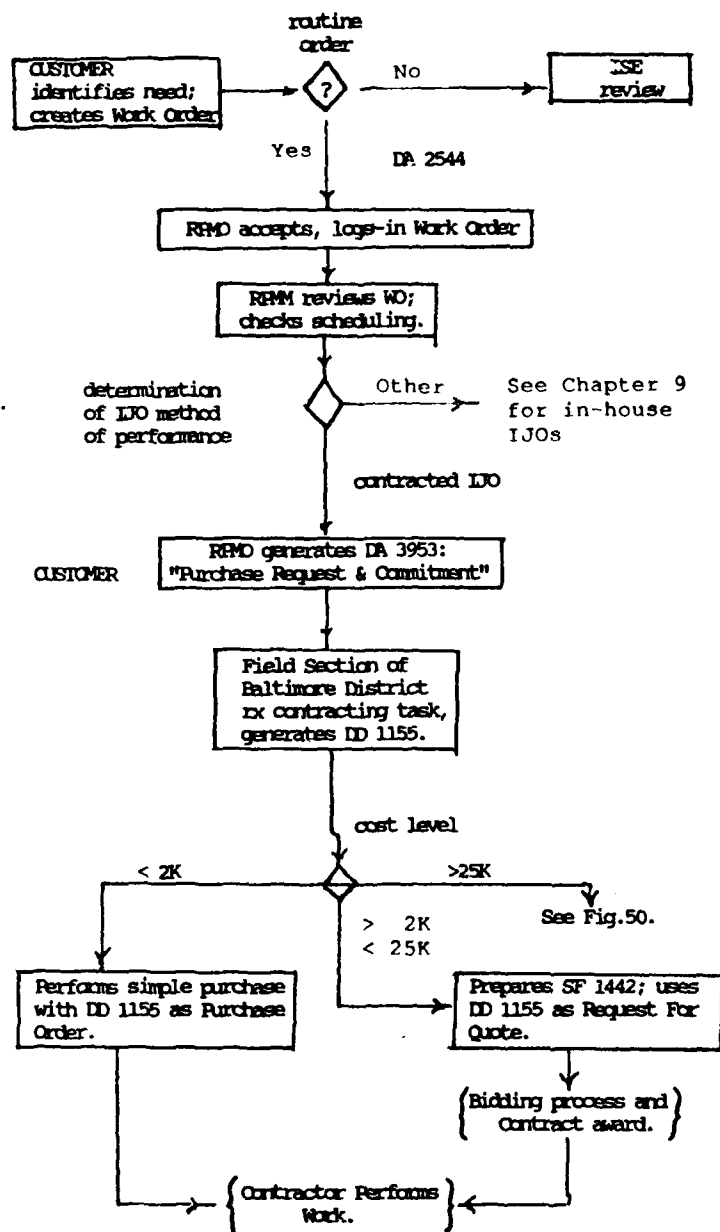 routine
order
CUSTOMER
identifies need;
creates Work Order
?
No
ISE
review
Yes
DA 2544
RPMO accepts, logs-in Work Order
RPMM reviews WO;
checks scheduling.
determination
of IJO method
of performance
Other
See Chapter 9
for in-house
IJOs
contracted IJO
CUSTOMER
RPMO generates DA 3953:
"Purchase Request & Commitment"
Field Section of
Baltimore District
rx contracting task,
generates DD 1155.
cost level
< 2K
>25K
> 2K
< 25K
See Fig.50.
Performs simple purchase
with DD 1155 as Purchase
Order.
Prepares SF 1442; uses
DD 1155 as Request For
Quote.
{Bidding process and
Contract award.}
{Contractor Performs
Work.}